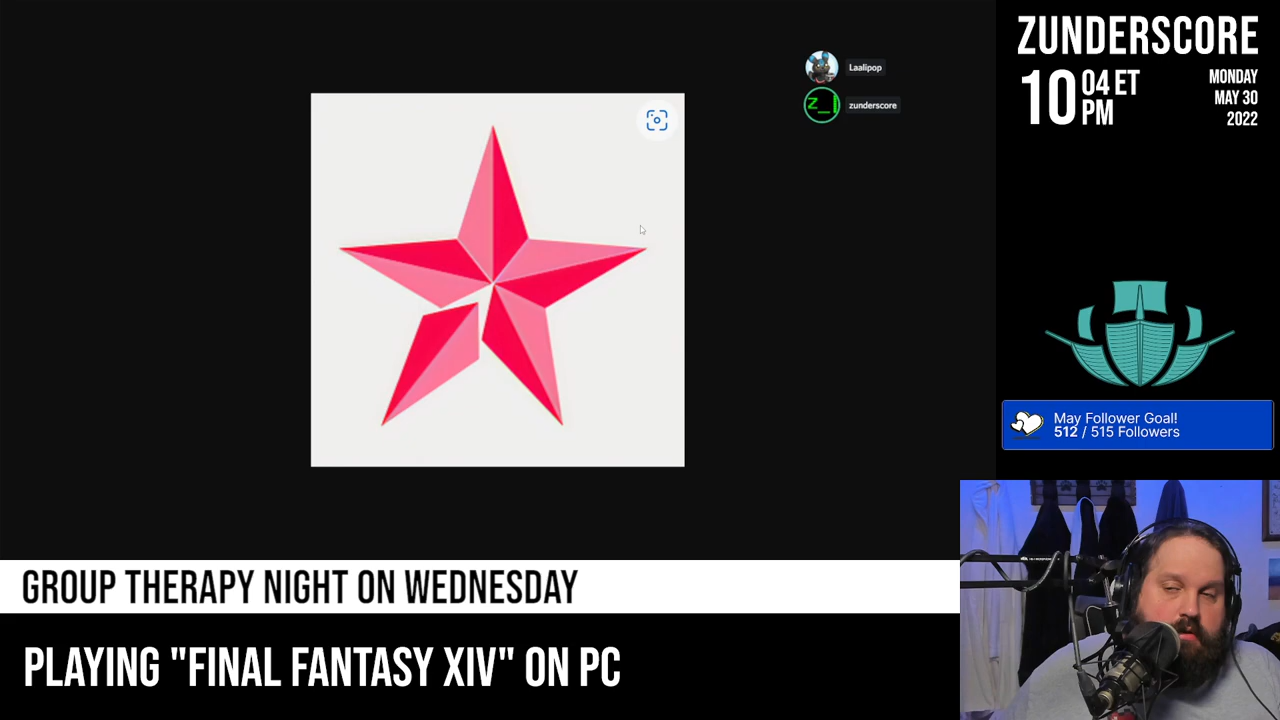 Laalipop
z_
zunderscore
ZUNDERSCORE
10 04 ET PM
MONDAY
MAY 30
2022
May Follower Goal!
512 / 515 Followers
GROUP THERAPY NIGHT ON WEDNESDAY
PLAYING "FINAL FANTASY XIV" ON PC